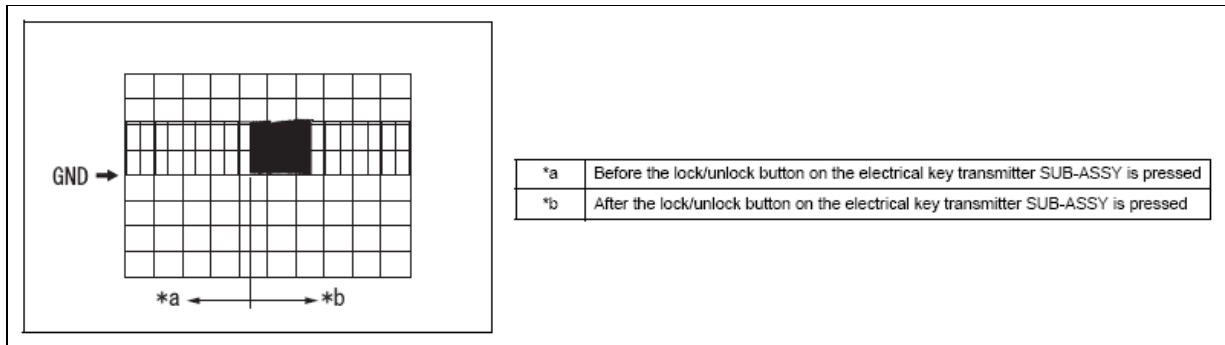 GND
*a
*b
*a Before the lock/unlock button on the electrical key transmitter SUB-ASSY is pressed
*b After the lock/unlock button on the electrical key transmitter SUB-ASSY is pressed